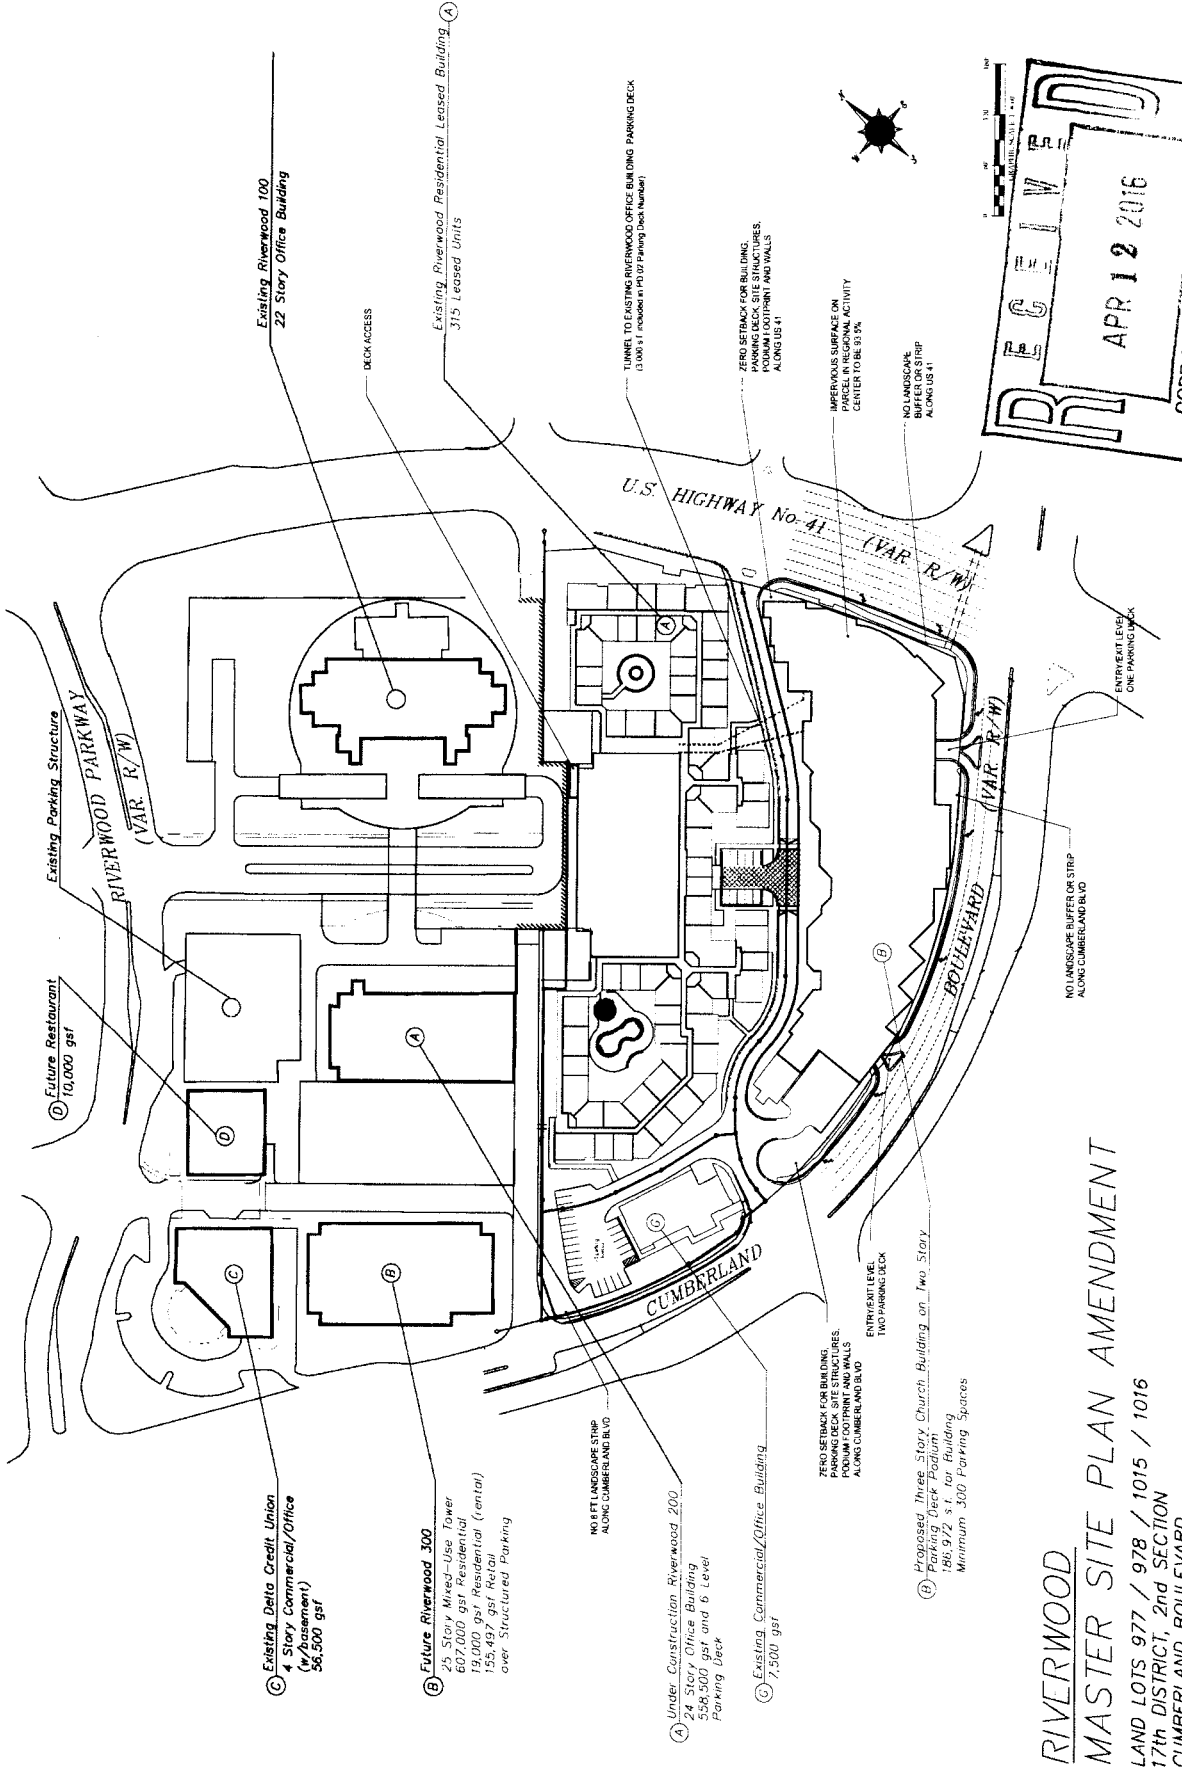 Existing Riverwood 100
22 Story Office Building
DECK ACCESS
Existing Riverwood Residential Leased Building (A)
315 Leased Units
TUNNEL TO EXISTING RIVERWOOD OFFICE BUILDING PARKING DECK
(3,000 s.f. included in PD 02 Parking Deck Number)
ZERO SETBACK FOR BUILDING,
PARKING DECK, SITE STRUCTURES,
PODIUM FOOTPRINT AND WALLS
ALONG US 41
IMPERVIOUS SURFACE ON
PARCEL IN REGIONAL ACTIVITY
CENTER TO BE 93.5%
NO LANDSCAPE
BUFFER OR STRIP
ALONG US 41
RECEIVED
APR 12 2016
Existing Parking Structure
RIVERWOOD PARKWAY
(VAR. R/W)
(D) Future Restaurant
10,000 gsf
U.S. HIGHWAY No. 41 (VAR R/W)
ENTRY/EXIT LEVEL
ONE PARKING DECK
NO LANDSCAPE BUFFER OR STRIP
ALONG CUMBERLAND BLVD
CUMBERLAND
BOULEVARD
(VAR R/W)
A
A
B
B
C
D
G
ENTRY/EXIT LEVEL
TWO PARKING DECK
ZERO SETBACK FOR BUILDING,
PARKING DECK, SITE STRUCTURES,
PODIUM FOOTPRINT AND WALLS
ALONG CUMBERLAND BLVD
NO 8 FT LANDSCAPE STRIP
ALONG CUMBERLAND BLVD
(C) Existing Delta Credit Union
4 Story Commercial/Office
(w/basement)
56,500 gsf
(B) Future Riverwood 300
25 Story Mixed-Use Tower
607,000 gsf Residential
19,000 gsf Residential (rental)
155,497 gsf Retail
over Structured Parking
(A) Under Construction Riverwood 200
24 Story Office Building
558,500 gsf and 6 Level
Parking Deck
(G) Existing Commercial/Office Building
7,500 gsf
(B) Proposed Three Story Church Building on Two Story
Parking Deck Podium
186,972 s.f. for Building
Minimum 300 Parking Spaces
RIVERWOOD
MASTER SITE PLAN AMENDMENT
LAND LOTS 977 / 978 / 1015 / 1016
17th DISTRICT, 2nd SECTION
CUMBERLAND BOULEVARD